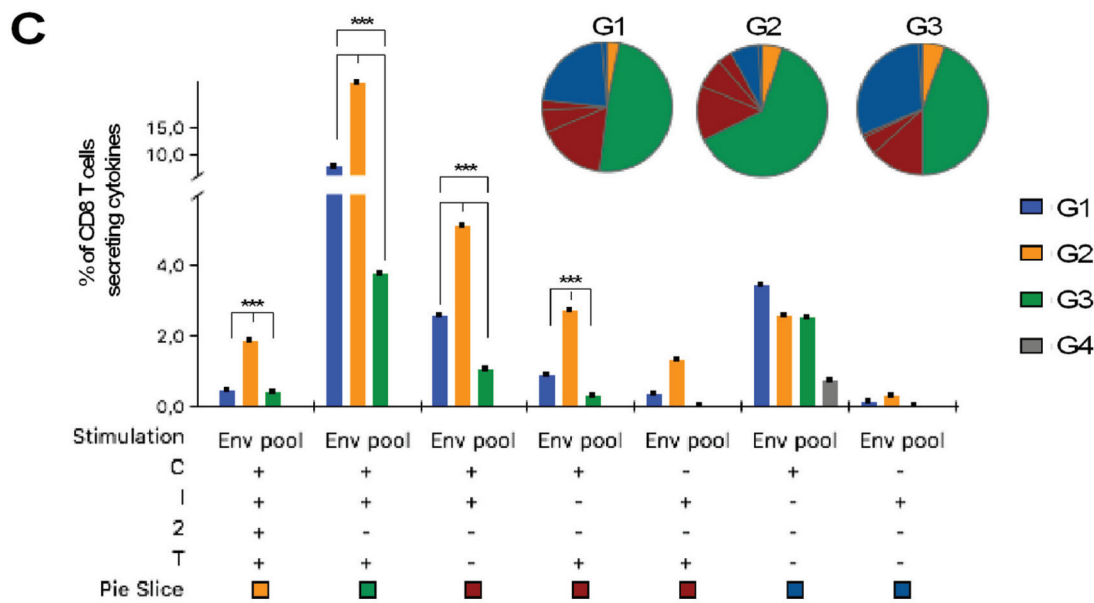 C
G1 G2 G3
% of CD8 T cells
secreting cytokines
***
15,0
10,0
***
4,0
***
***
2,0
0,0
G1
G2
G3
G4
Stimulation Env pool Env pool Env pool Env pool Env pool Env pool Env pool
C + + + + - + -
I + + + - + - +
2 + - - - - - -
T + + - + + - -
Pie Slice